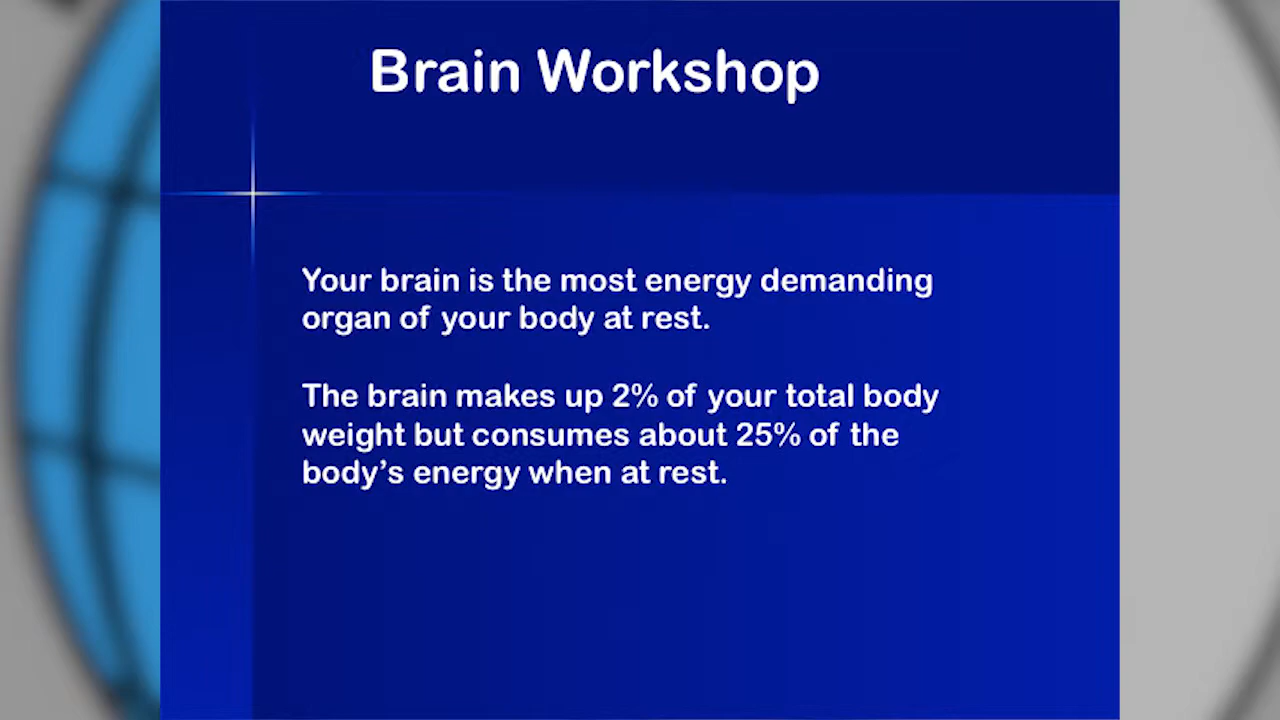 Brain Workshop
Your brain is the most energy demanding
organ of your body at rest.
The brain makes up 2% of your total body
weight but consumes about 25% of the
body’s energy when at rest.